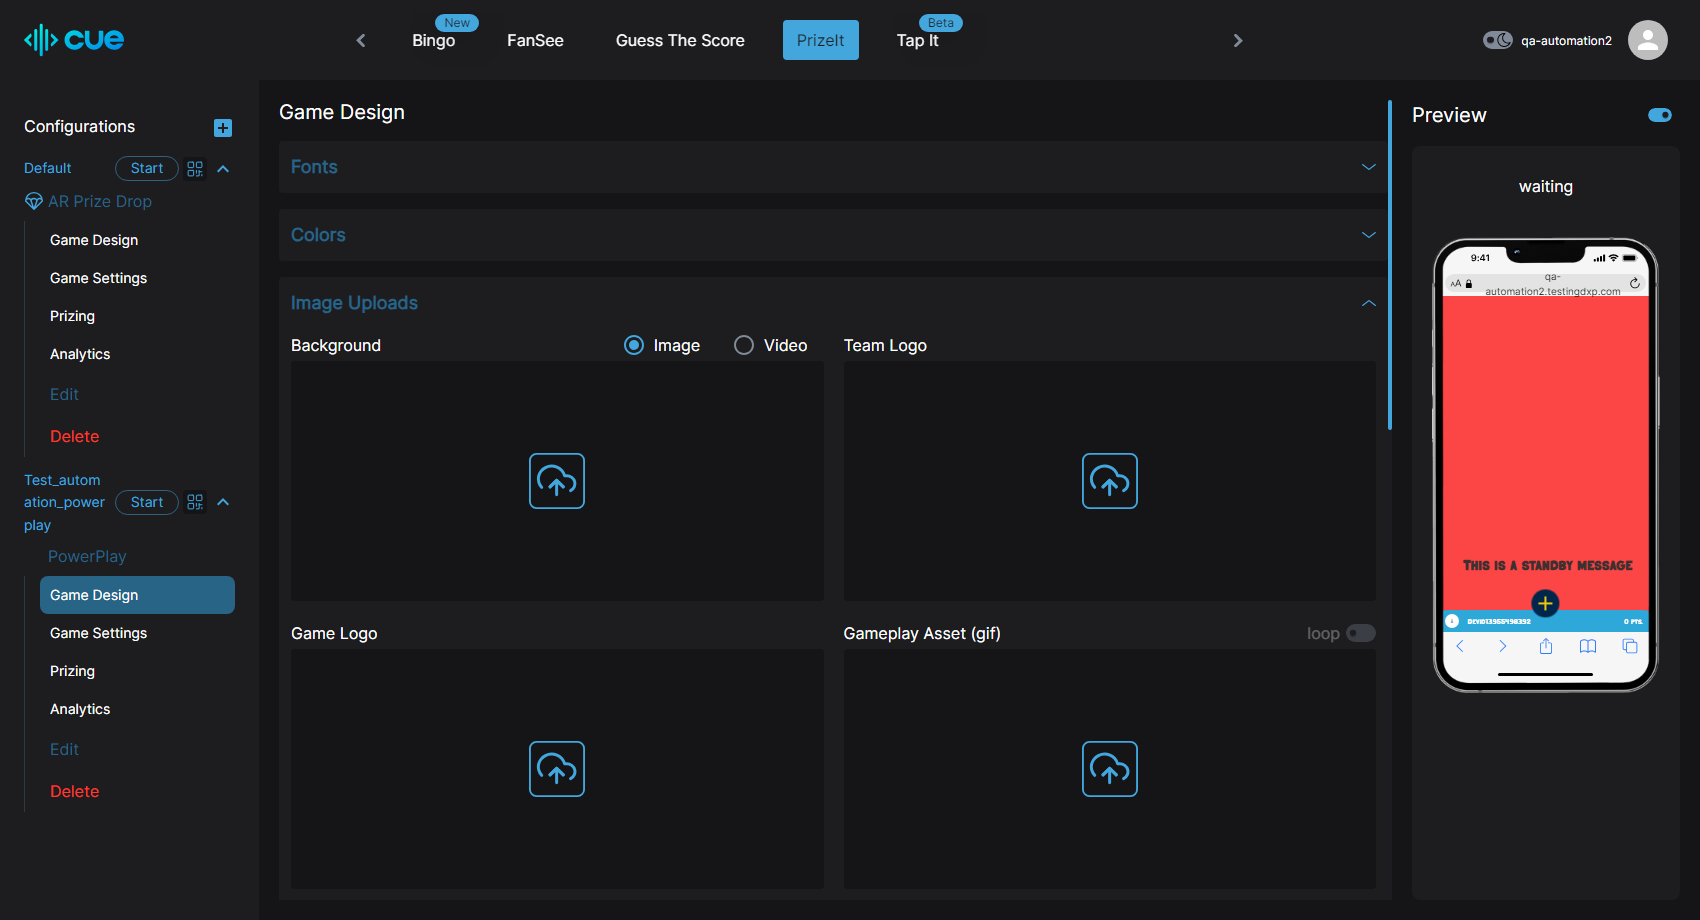 cue
New
Bingo
FanSee
Guess The Score
PrizeIt
Beta
Tap It
qa-automation2
Configurations
Default
Start
AR Prize Drop
Game Design
Game Settings
Prizing
Analytics
Edit
Delete
Test_autom
ation_power
play
Start
PowerPlay
Game Design
Game Settings
Prizing
Analytics
Edit
Delete
Game Design
Fonts
Colors
Image Uploads
Background
Image
Video
Team Logo
Game Logo
Gameplay Asset (gif)
loop
Preview
waiting
9:41
AA
qa-
automation2.testingdxp.com
This is a standby message
0 PTS.